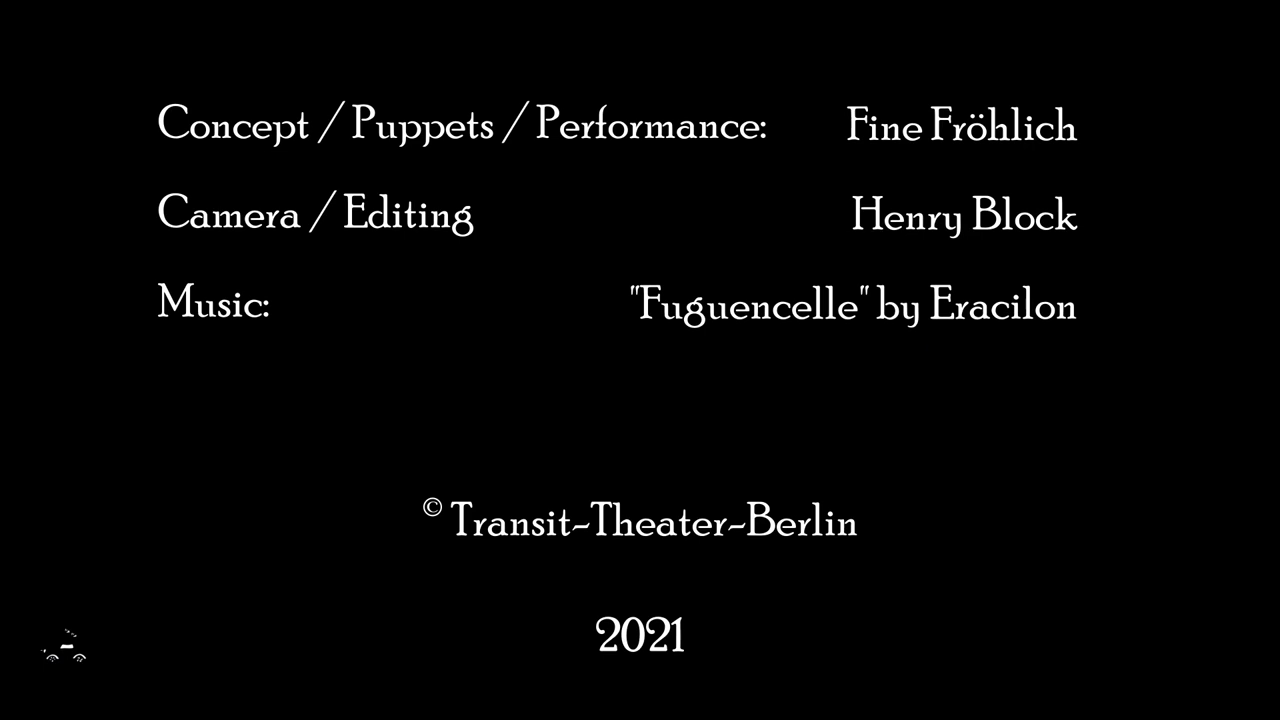 Concept / Puppets / Performance: Fine Fröhlich
Camera / Editing Henry Block
Music: "Fuguencelle" by Eracilon
© Transit-Theater-Berlin
2021